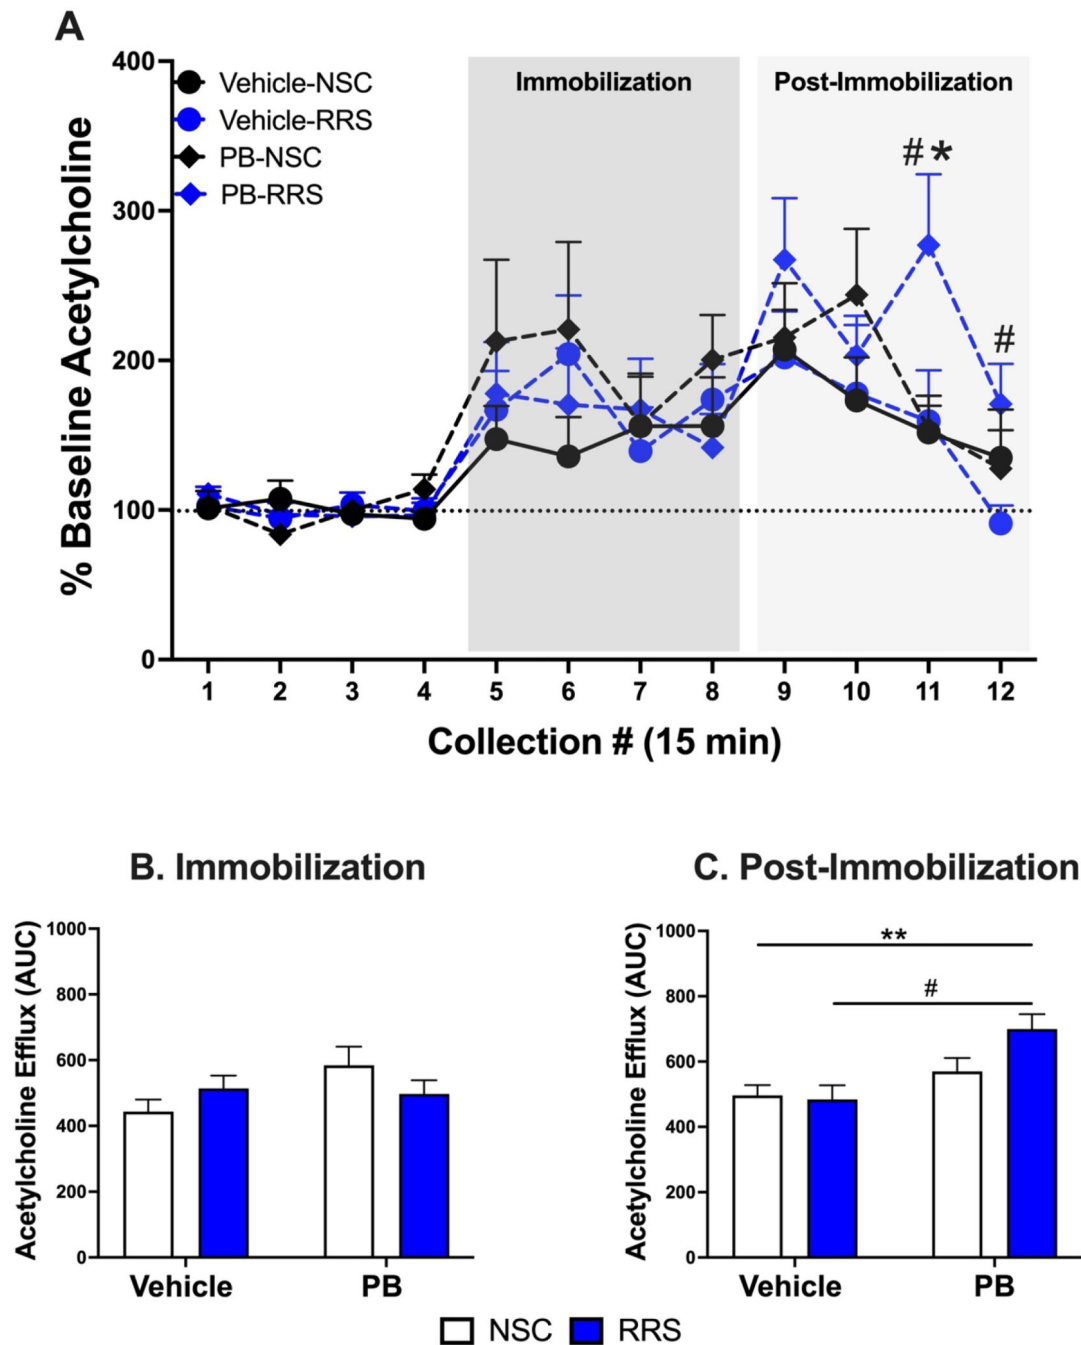 A
% Baseline Acetylcholine
400
300
200
100
0
Vehicle-NSC
Vehicle-RRS
PB-NSC
PB-RRS
Immobilization
Post-Immobilization
# *
#
1 2 3 4 5 6 7 8 9 10 11 12
Collection # (15 min)
B. Immobilization
Acetylcholine Efflux (AUC)
1000
800
600
400
200
0
Vehicle PB
C. Post-Immobilization
Acetylcholine Efflux (AUC)
1000
800
600
400
200
0
**
#
Vehicle PB
NSC RRS